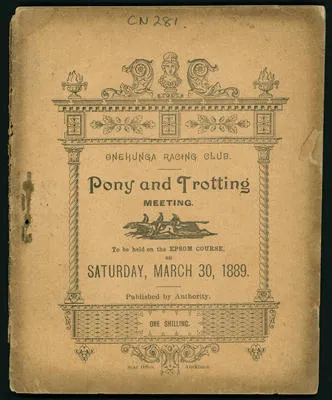 CN 281.
ONEHUNGA RACING CLUB.
Pony and Trotting
MEETING.
To be held on the EPSOM COURSE,
on
SATURDAY, MARCH 30, 1889.
Published by Authority.
ONE SHILLING.
Star Office, Auckland.